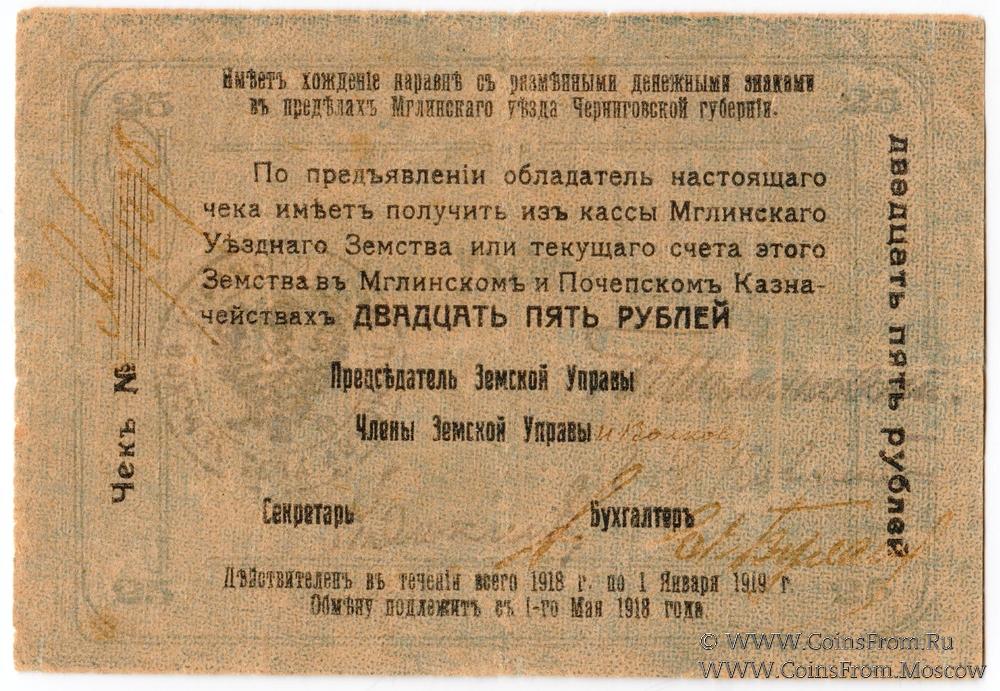 25 25
Имѣетъ хожденіе наравнѣ съ размѣнными денежными знаками
въ предѣлахъ Мглинскаго уѣзда Черниговской губерніи.
По предъявленіи обладатель настоящаго
чека имѣетъ получить изъ кассы Мглинскаго
Уѣзднаго Земства или текущаго счета этого
Земства въ Мглинскомъ и Почепскомъ Казна-
чействахъ ДВАДЦАТЬ ПЯТЬ РУБЛЕЙ
Предсѣдатель Земской Управы
Члены Земской Управы
Секретарь Бухгалтеръ
Дѣйствителенъ въ теченіи всего 1918 г. по 1 Января 1919 г
Обмѣну подлежитъ съ 1-го Мая 1918 года
Чекъ №
двадцать пять рублей
© WWW.CoinsFrom.Ru
WWW.CoinsFrom.Moscow